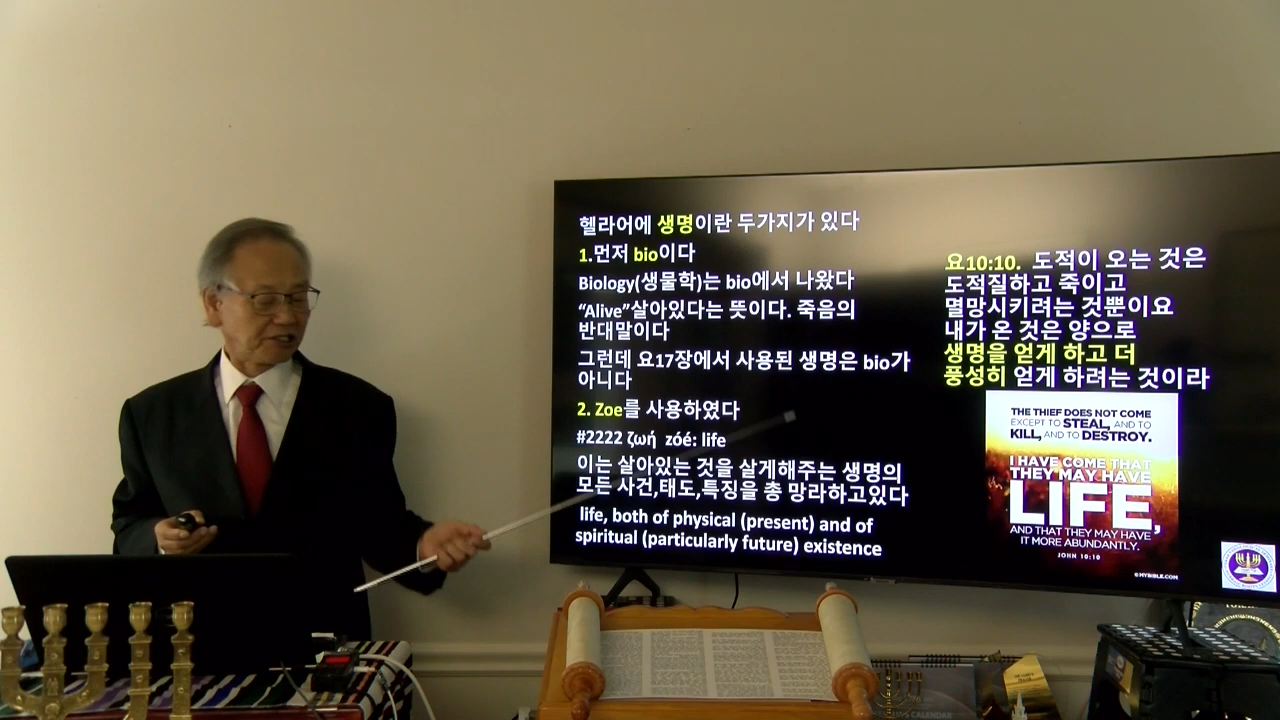 헬라어에 생명이란 두가지가 있다
1.먼저 bio이다
Biology(생물학)는 bio에서 나왔다
“Alive”살아있다는 뜻이다. 죽음의
반대말이다
그런데 요17장에서 사용된 생명은 bio가
아니다
2. Zoe를 사용하였다
#2222 ζωή zóé: life
이는 살아있는 것을 살게해주는 생명의
모든 사건,태도,특징을 총 망라하고있다
life, both of physical (present) and of
spiritual (particularly future) existence
요10:10. 도적이 오는 것은
도적질하고 죽이고
멸망시키려는 것뿐이요
내가 온 것은 양으로
생명을 얻게 하고 더
풍성히 얻게 하려는 것이라
THE THIEF DOES NOT COME
EXCEPT TO STEAL, AND TO
KILL, AND TO DESTROY.
I HAVE COME THAT
THEY MAY HAVE
LIFE,
AND THAT THEY MAY HAVE
IT MORE ABUNDANTLY.
JOHN 10:10
©MYBIBLE.COM
CALENDAR